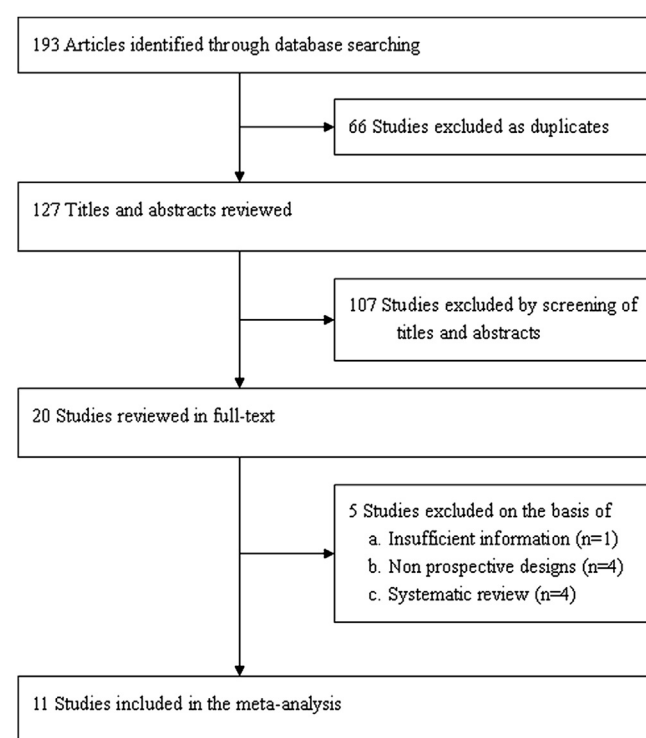 193 Articles identified through database searching
66 Studies excluded as duplicates
127 Titles and abstracts reviewed
107 Studies excluded by screening of
titles and abstracts
20 Studies reviewed in full-text
5 Studies excluded on the basis of
a. Insufficient information (n=1)
b. Non prospective designs (n=4)
c. Systematic review (n=4)
11 Studies included in the meta-analysis